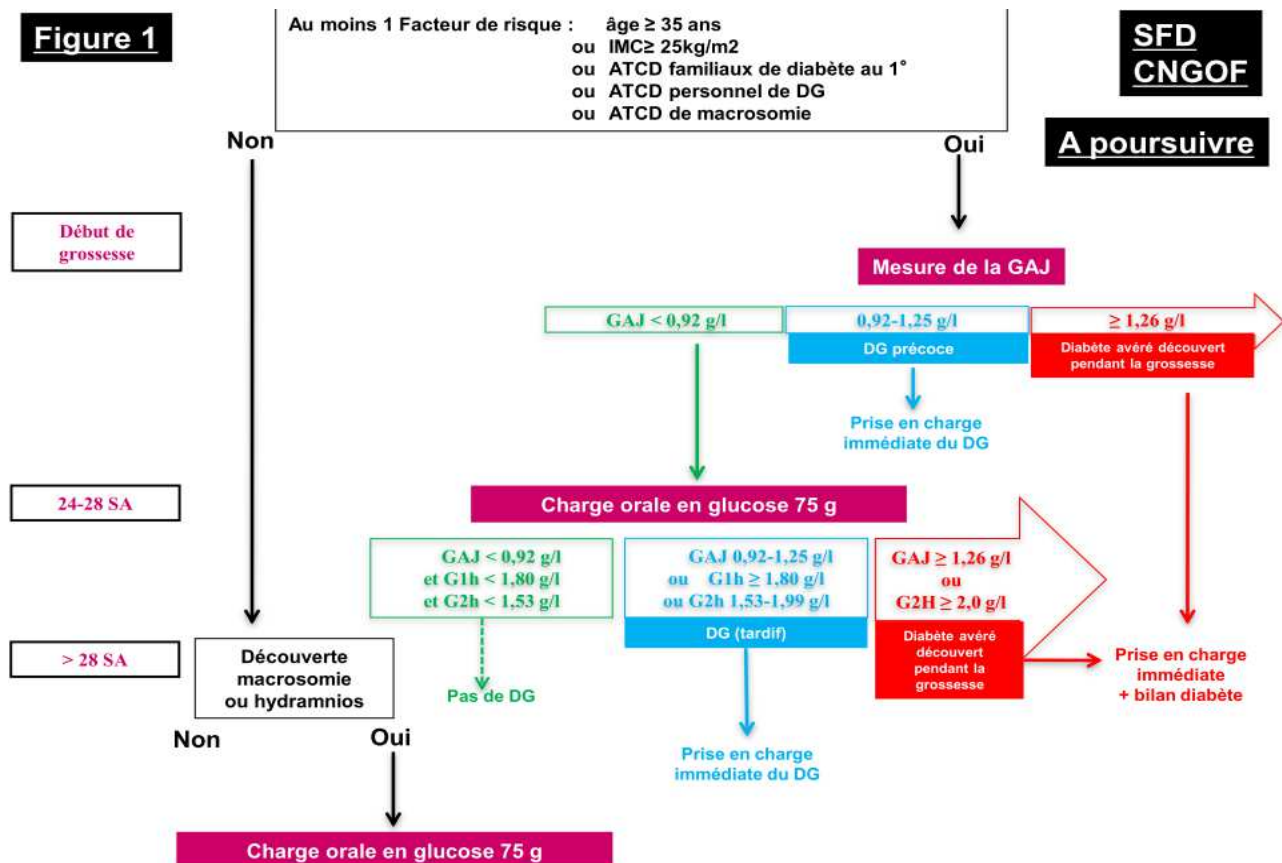 Figure 1
Au moins 1 Facteur de risque : âge ≥ 35 ans
ou IMC≥ 25kg/m2
ou ATCD familiaux de diabète au 1°
ou ATCD personnel de DG
ou ATCD de macrosomie
SFD
CNGOF
A poursuivre
Non
Oui
Début de
grossesse
Mesure de la GAJ
GAJ < 0,92 g/l
0,92-1,25 g/l
≥ 1,26 g/l
DG précoce
Diabète avéré découvert
pendant la grossesse
Prise en charge
immédiate du DG
24-28 SA
Charge orale en glucose 75 g
GAJ < 0,92 g/l
et G1h < 1,80 g/l
et G2h < 1,53 g/l
GAJ 0,92-1,25 g/l
ou G1h ≥ 1,80 g/l
ou G2h 1,53-1,99 g/l
GAJ ≥ 1,26 g/l
ou
G2H ≥ 2,0 g/l
DG (tardif)
Diabète avéré
découvert
pendant la
grossesse
> 28 SA
Découverte
macrosomie
ou hydramnios
Pas de DG
Prise en charge
immédiate
+ bilan diabète
Non
Oui
Prise en charge
immédiate du DG
Charge orale en glucose 75 g